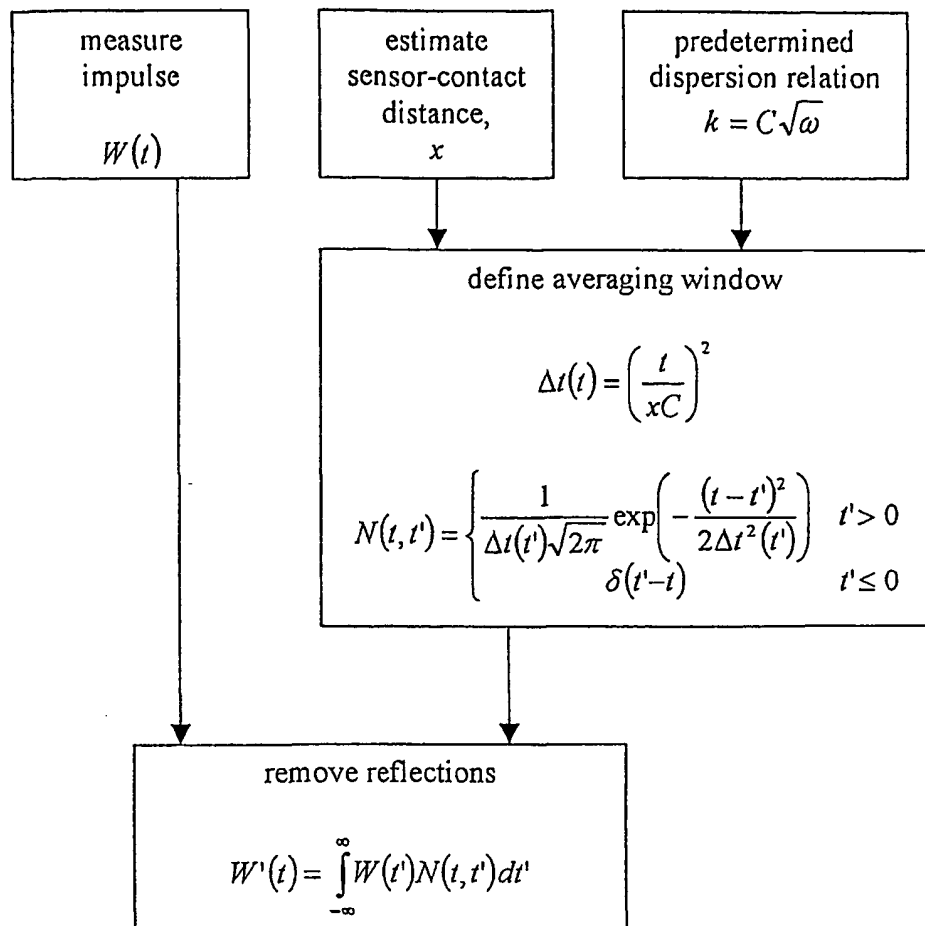 measure
impulse
W(t)
estimate
sensor-contact
distance,
x
predetermined
dispersion relation
k = C√ω
define averaging window
Δt(t) = (t / xC)²
N(t, t') = { 1 / (Δt(t')√2π) exp(−(t − t')² / 2Δt²(t')) t' > 0
δ(t'−t) t' ≤ 0
remove reflections
W'(t) = ∫_{−∞}^{∞} W(t')N(t, t')dt'